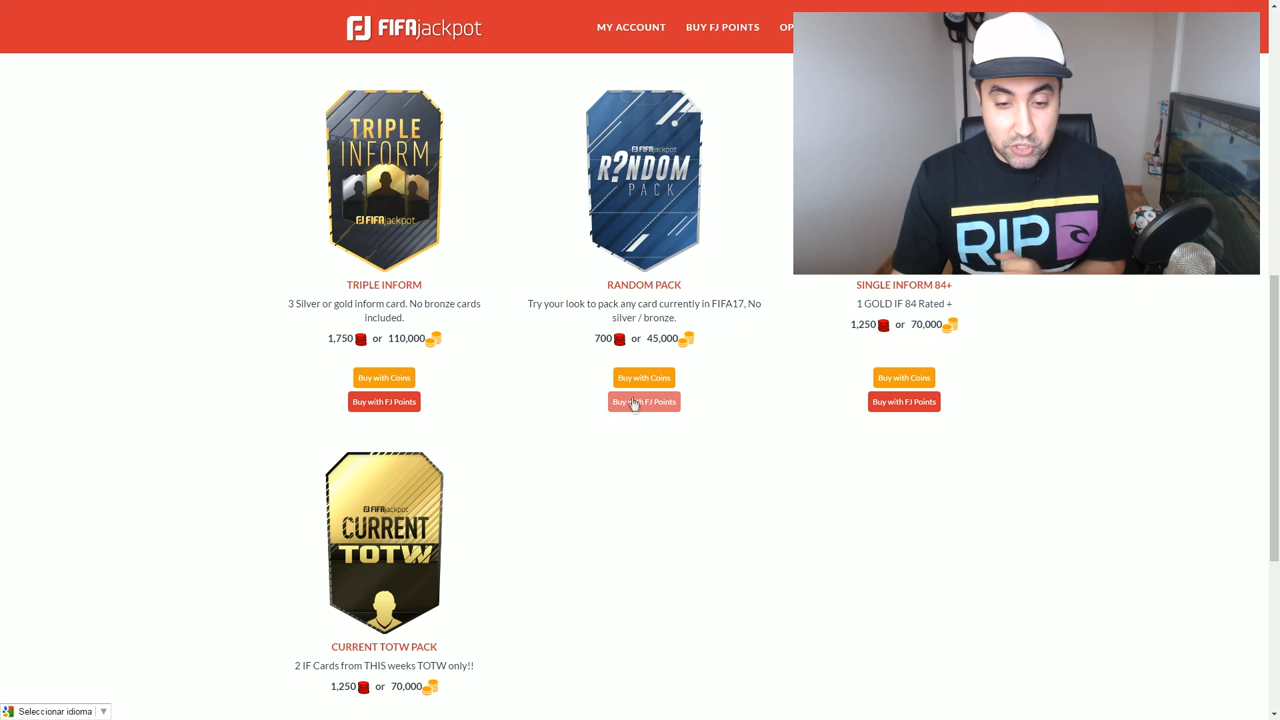 FIFAjackpot
MY ACCOUNT
BUY FJ POINTS
OP
TRIPLE
INFORM
FIFAjackpot
FIFAjackpot
R?NDOM
PACK
RIP
TRIPLE INFORM
3 Silver or gold inform card. No bronze cards
included.
1,750 or 110,000
Buy with Coins
Buy with FJ Points
RANDOM PACK
Try your look to pack any card currently in FIFA17, No
silver / bronze.
700 or 45,000
Buy with Coins
Buy with FJ Points
SINGLE INFORM 84+
1 GOLD IF 84 Rated +
1,250 or 70,000
Buy with Coins
Buy with FJ Points
FIFAjackpot
CURRENT
TOTW
CURRENT TOTW PACK
2 IF Cards from THIS weeks TOTW only!!
1,250 or 70,000
Seleccionar idioma